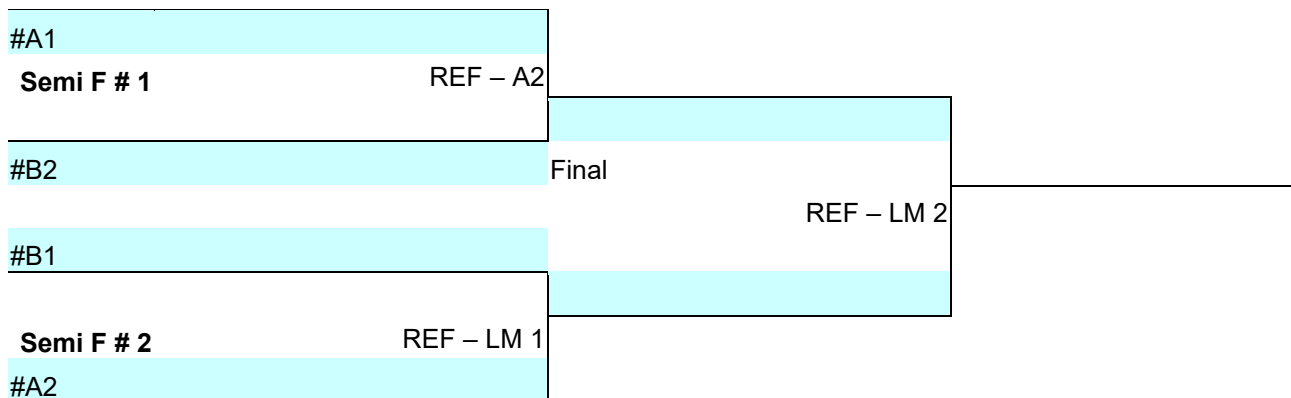 #A1
Semi F # 1 REF – A2
#B2 Final
REF – LM 2
#B1
Semi F # 2 REF – LM 1
#A2